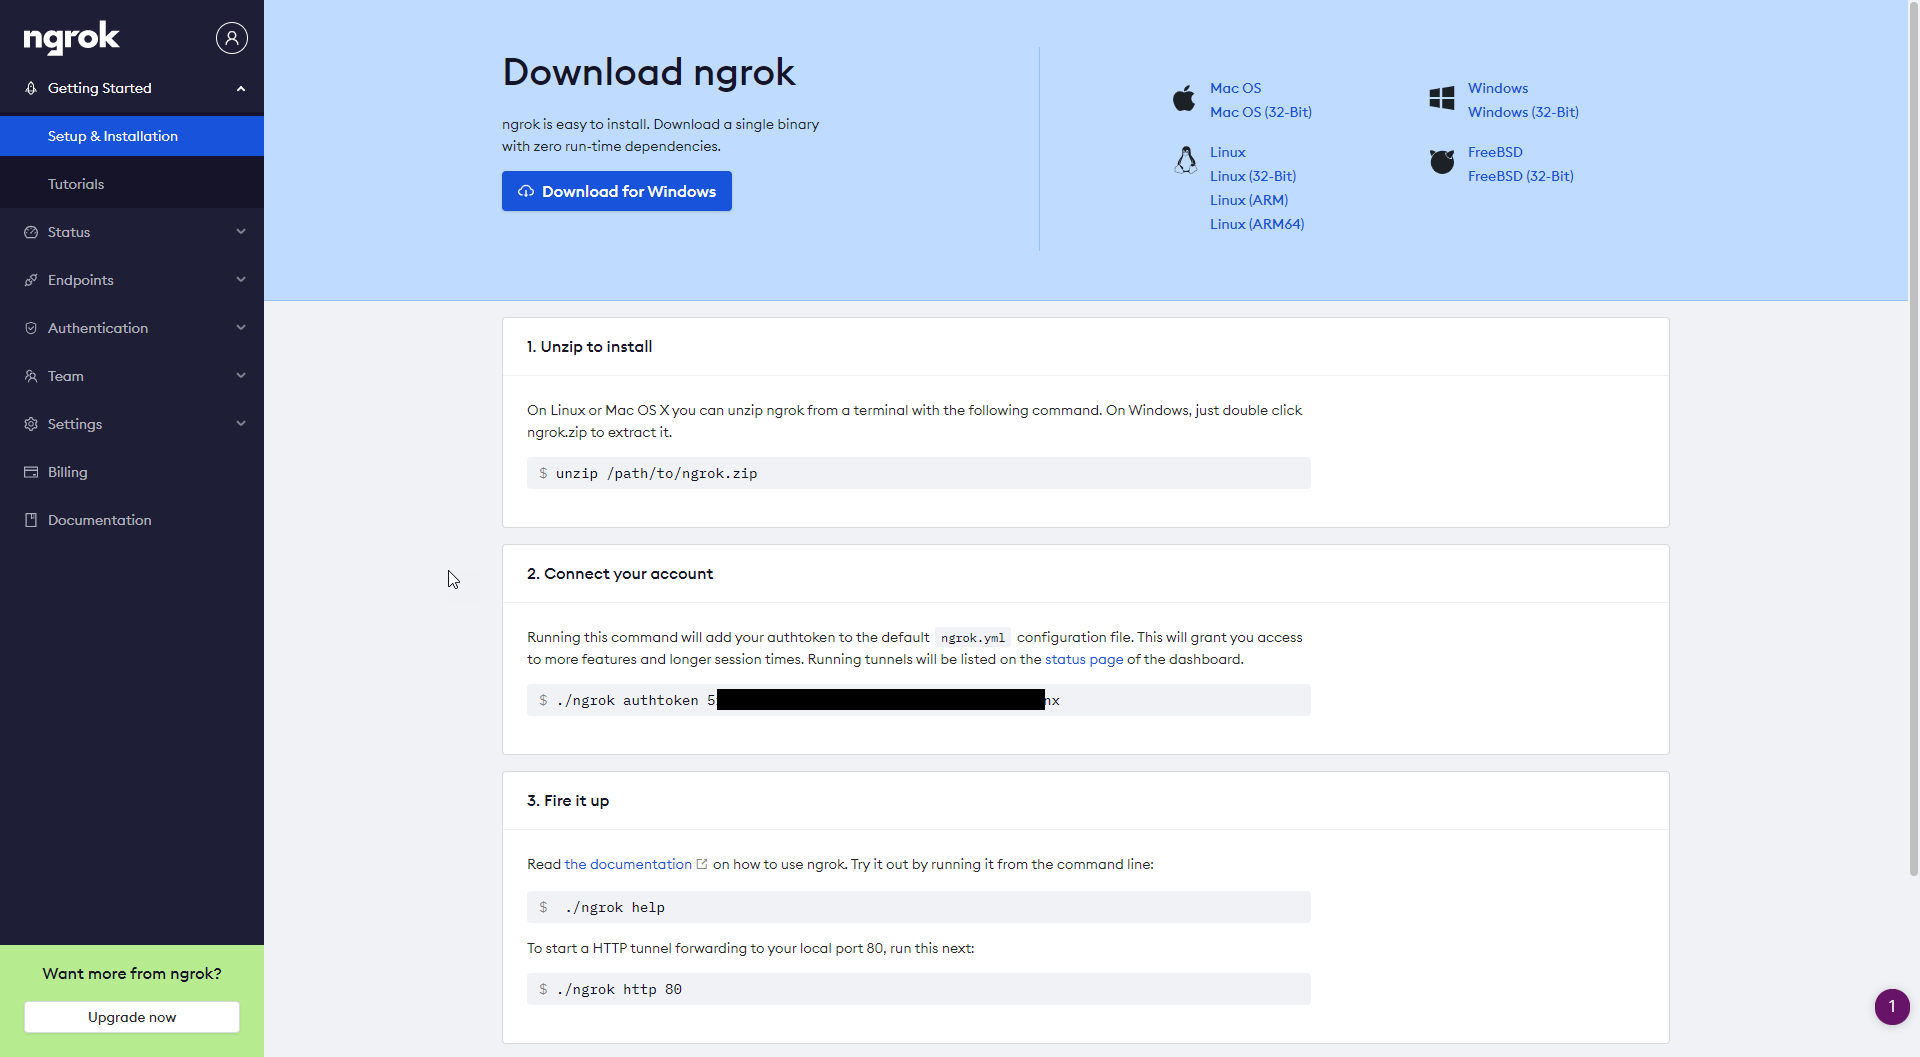 ngrok
Getting Started
Setup & Installation
Tutorials
Status
Endpoints
Authentication
Team
Settings
Billing
Documentation
Want more from ngrok?
Upgrade now
Download ngrok
ngrok is easy to install. Download a single binary
with zero run-time dependencies.
Download for Windows
Mac OS
Mac OS (32-Bit)
Linux
Linux (32-Bit)
Linux (ARM)
Linux (ARM64)
Windows
Windows (32-Bit)
FreeBSD
FreeBSD (32-Bit)
1. Unzip to install
On Linux or Mac OS X you can unzip ngrok from a terminal with the following command. On Windows, just double click
ngrok.zip to extract it.
$ unzip /path/to/ngrok.zip
2. Connect your account
Running this command will add your authtoken to the default ngrok.yml configuration file. This will grant you access
to more features and longer session times. Running tunnels will be listed on the status page of the dashboard.
$ ./ngrok authtoken 5 nx
3. Fire it up
Read the documentation on how to use ngrok. Try it out by running it from the command line:
$ ./ngrok help
To start a HTTP tunnel forwarding to your local port 80, run this next:
$ ./ngrok http 80
1